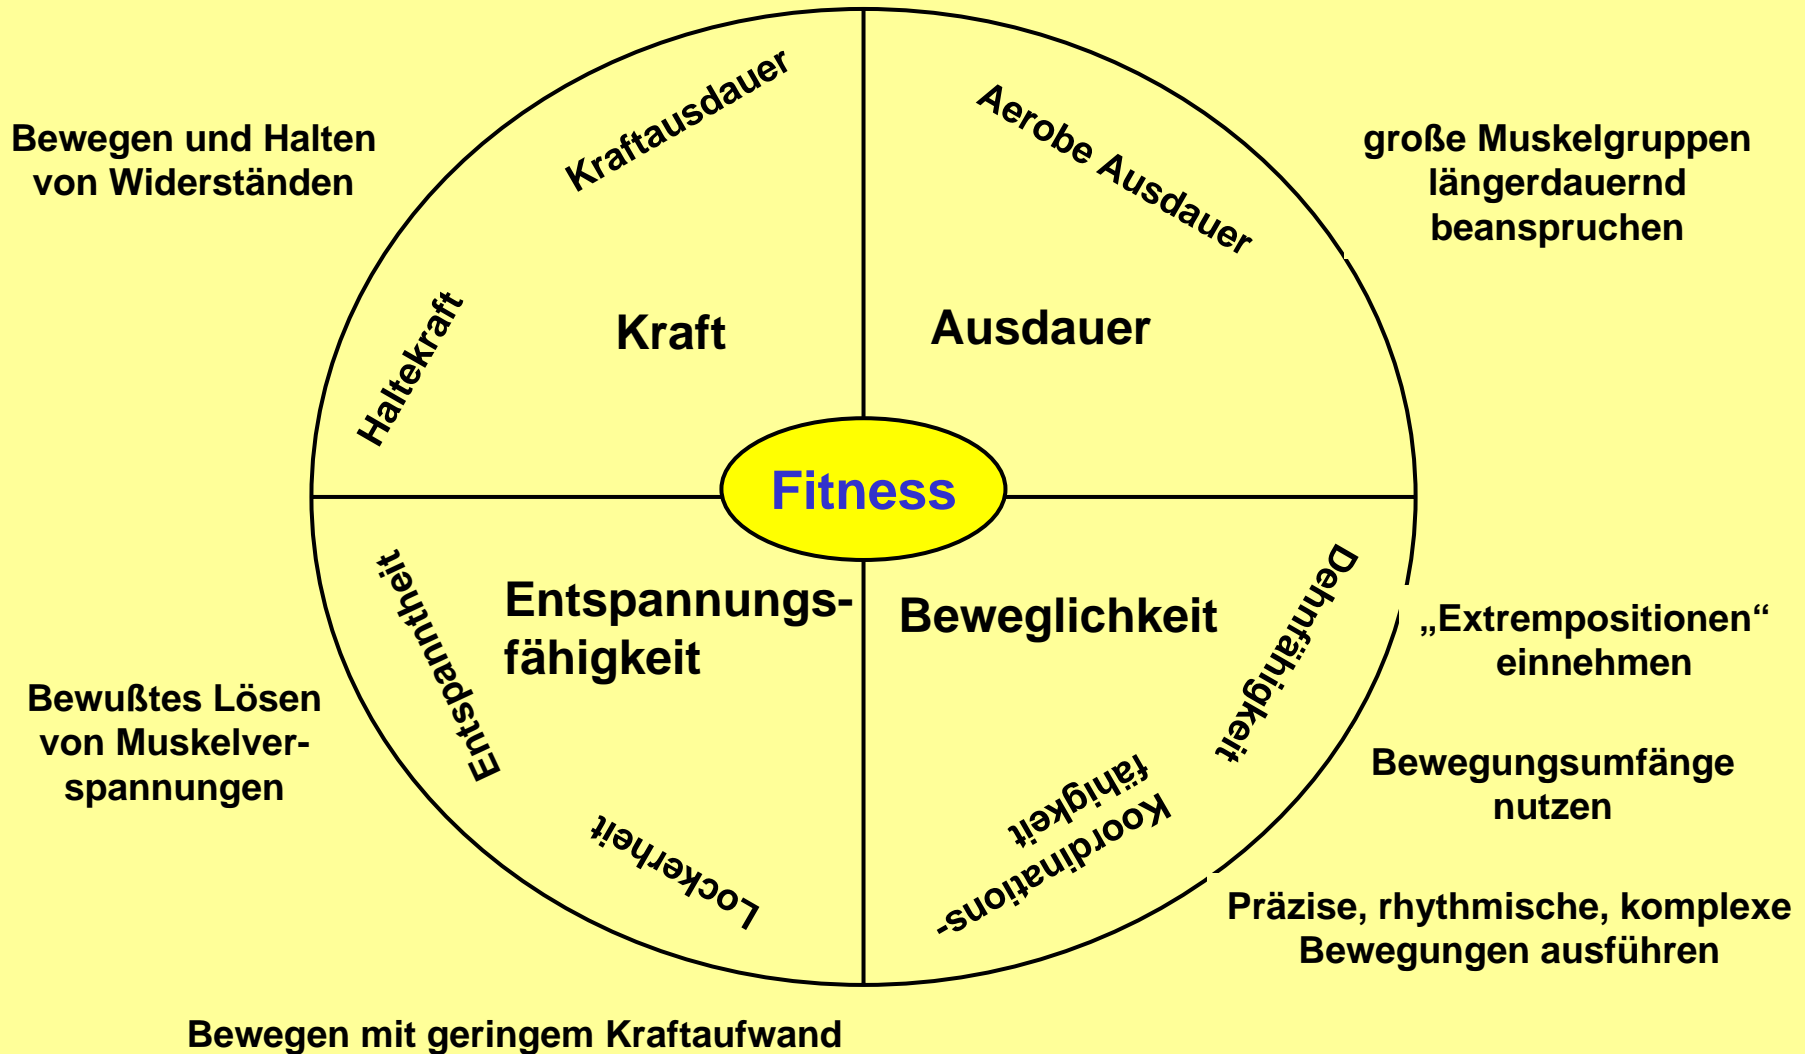 Kraftausdauer
Aerobe Ausdauer
Bewegen und Halten
von Widerständen
große Muskelgruppen
längerdauernd
beanspruchen
Haltekraft
Kraft
Ausdauer
Fitness
Entspanntheit
Entspannungs-
fähigkeit
Beweglichkeit
Dehnfähigkeit
„Extrempositionen“
einnehmen
Bewußtes Lösen
von Muskelver-
spannungen
Bewegungsumfänge
nutzen
Lockerheit
Koordinations-
fähigkeit
Präzise, rhythmische, komplexe
Bewegungen ausführen
Bewegen mit geringem Kraftaufwand